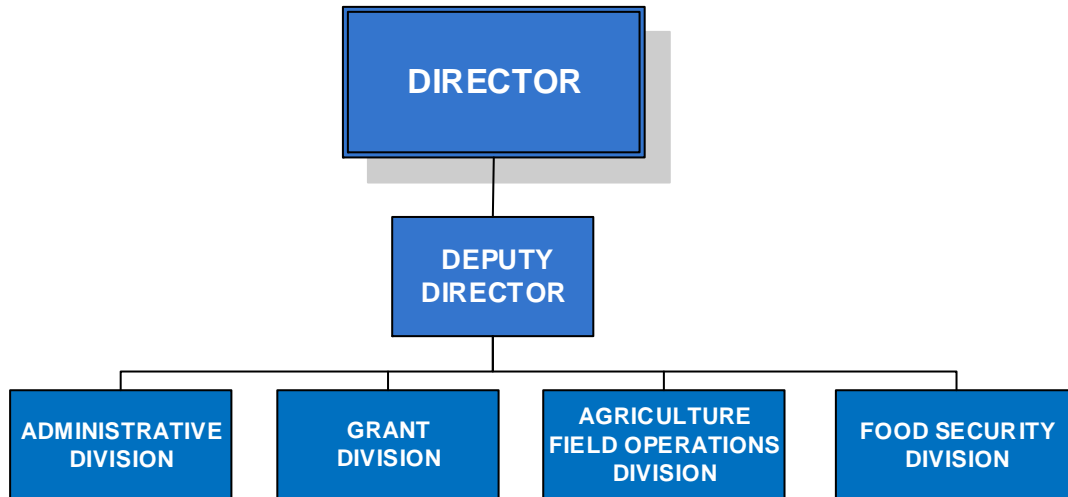 DIRECTOR
DEPUTY
DIRECTOR
ADMINISTRATIVE
DIVISION
GRANT
DIVISION
AGRICULTURE
FIELD OPERATIONS
DIVISION
FOOD SECURITY
DIVISION